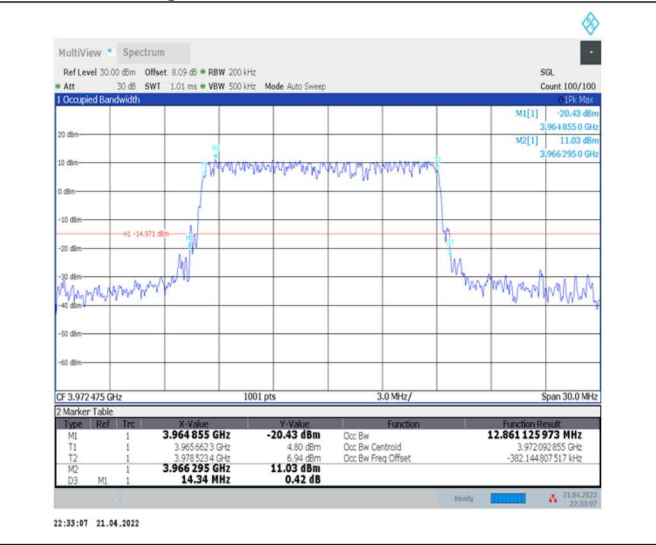 MultiView Spectrum
Ref Level 30.00 dBm Offset 8.09 dB RBW 200 kHz SGL
Att 30 dB SWT 1.01 ms VBW 500 kHz Mode Auto Sweep Count 100/100
1 Occupied Bandwidth 1Pk Max
M1[1] -20.43 dBm
3.964 855 0 GHz
M2[1] 11.03 dBm
3.966 295 0 GHz
20 dBm
10 dBm
0 dBm
-10 dBm
H1 -14.971 dBm
-20 dBm
-30 dBm
-40 dBm
-50 dBm
-60 dBm
CF 3.972 475 GHz 1001 pts 3.0 MHz/ Span 30.0 MHz
2 Marker Table
Type Ref Trc X-Value Y-Value Function Function Result
M1 1 3.964 855 GHz -20.43 dBm Occ Bw 12.861 125 973 MHz
T1 1 3.965 662 3 GHz 4.80 dBm Occ Bw Centroid 3.972 092 855 GHz
T2 1 3.978 523 4 GHz 6.94 dBm Occ Bw Freq Offset -382.144 807 517 kHz
M2 1 3.966 295 GHz 11.03 dBm
D3 M1 1 14.34 MHz 0.42 dB
Ready 21.04.2022
22:33:07
22:33:07 21.04.2022